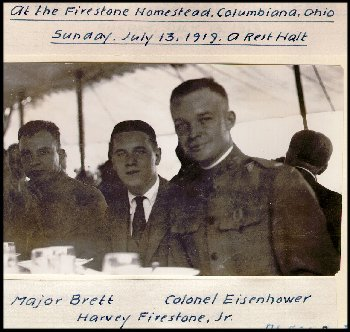 At the Firestone Homestead, Columbiana, Ohio
Sunday, July 13, 1919. A Rest Halt
Major Brett Colonel Eisenhower
Harvey Firestone, Jr.